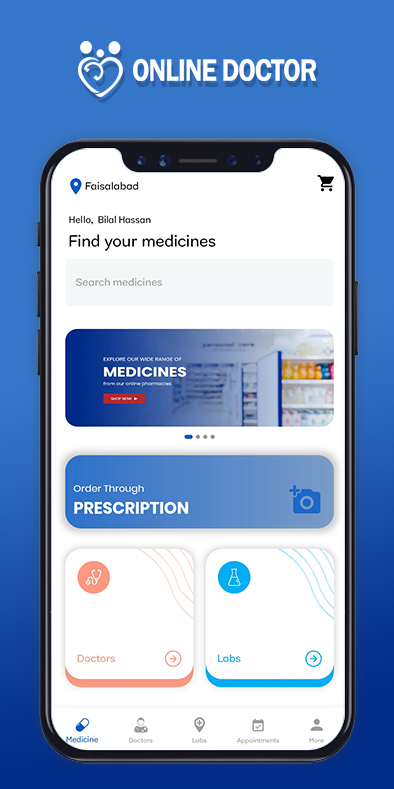 ONLINE DOCTOR
Faisalabad
Hello, Bilal Hassan
Find your medicines
Search medicines
personal care
EXPLORE OUR WIDE RANGE OF
MEDICINES
from our online pharmacies
SHOP NOW
Order Through
PRESCRIPTION
Doctors
Labs
Medicine
Doctors
Labs
Appointments
More